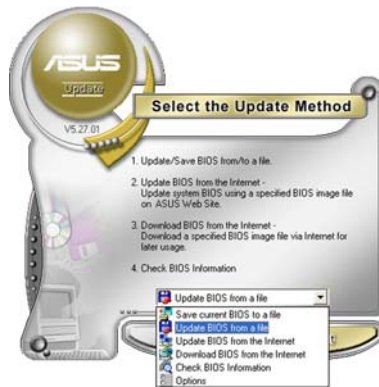 ASUS
Update
V5.27.01
Select the Update Method
1. Update/Save BIOS from/to a file.
2. Update BIOS from the Internet -
Update system BIOS using a specified BIOS image file
on ASUS Web Site.
3. Download BIOS from the Internet -
Download a specified BIOS image file via Internet for
later usage.
4. Check BIOS Information
Update BIOS from a file
Save current BIOS to a file
Update BIOS from a file
Update BIOS from the Internet
Download BIOS from the Internet
Check BIOS Information
Options